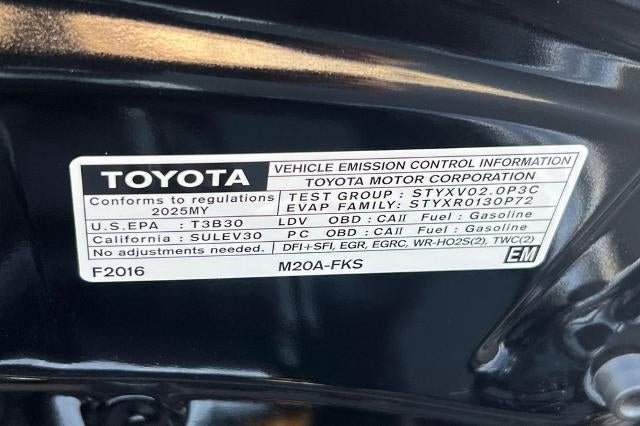 TOYOTA VEHICLE EMISSION CONTROL INFORMATION
TOYOTA MOTOR CORPORATION
Conforms to regulations TEST GROUP : STYXV02.0P3C
2025MY EVAP FAMILY: STYXR0130P72
U.S.EPA : T3B30 LDV OBD : CAII Fuel : Gasoline
California : SULEV30 PC OBD : CAII Fuel : Gasoline
No adjustments needed. DFI+SFI, EGR, EGRC, WR-HO2S(2), TWC(2)
F2016 M20A-FKS EM